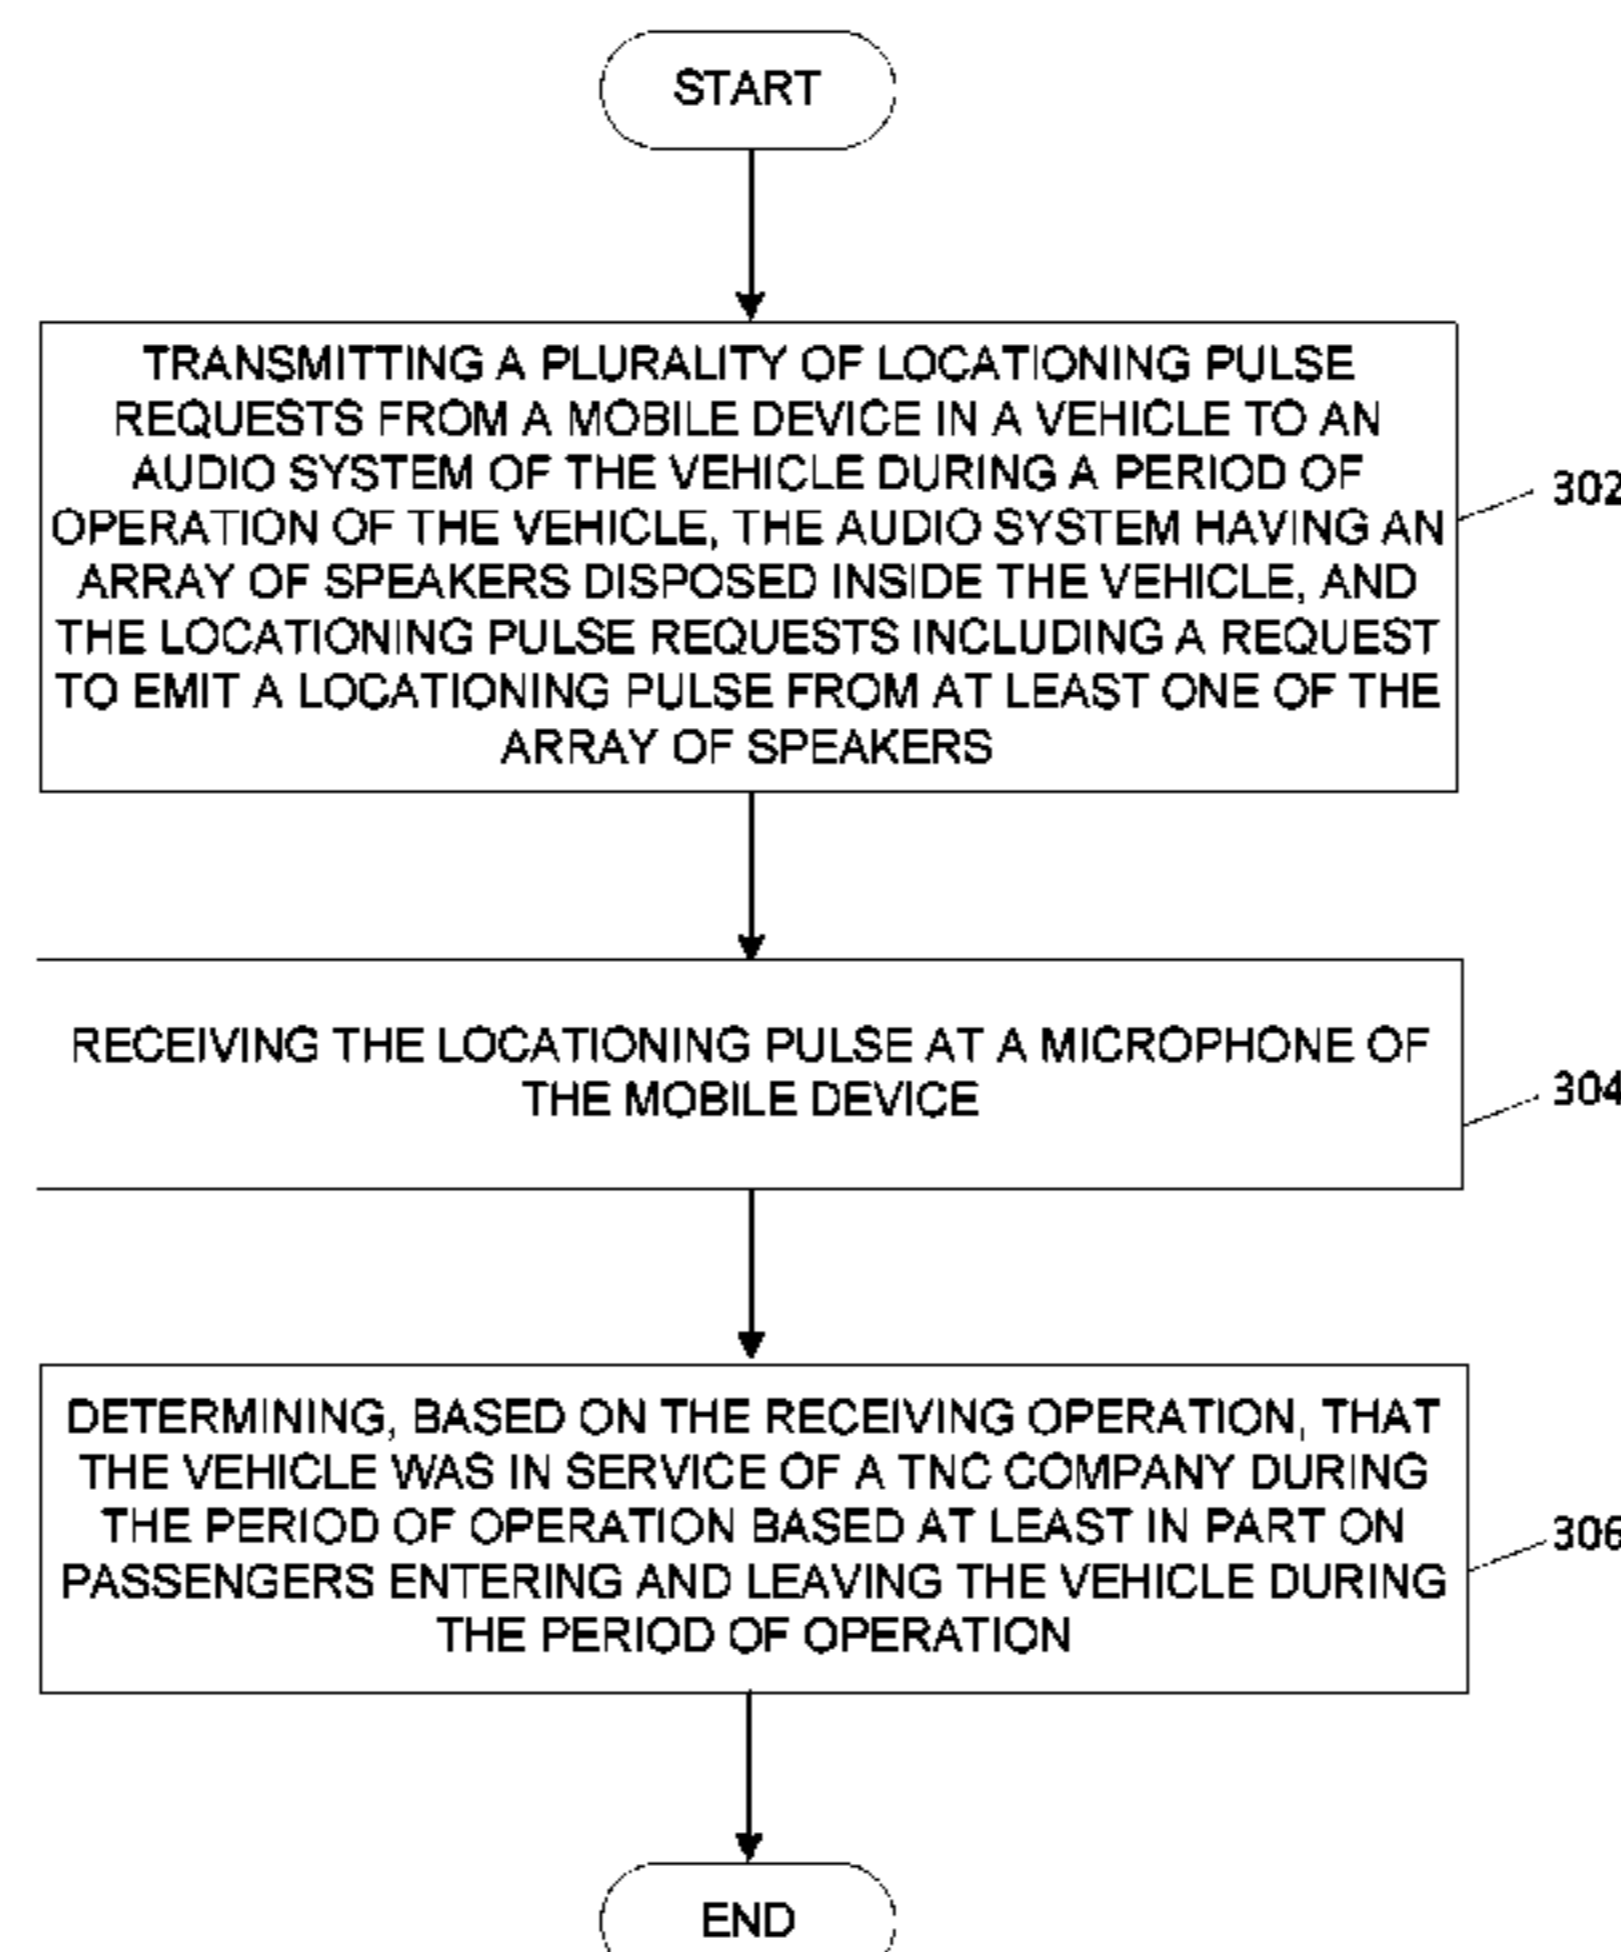 START
TRANSMITTING A PLURALITY OF LOCATIONING PULSE
REQUESTS FROM A MOBILE DEVICE IN A VEHICLE TO AN
AUDIO SYSTEM OF THE VEHICLE DURING A PERIOD OF
OPERATION OF THE VEHICLE, THE AUDIO SYSTEM HAVING AN
ARRAY OF SPEAKERS DISPOSED INSIDE THE VEHICLE, AND
THE LOCATIONING PULSE REQUESTS INCLUDING A REQUEST
TO EMIT A LOCATIONING PULSE FROM AT LEAST ONE OF THE
ARRAY OF SPEAKERS
302
RECEIVING THE LOCATIONING PULSE AT A MICROPHONE OF
THE MOBILE DEVICE
304
DETERMINING, BASED ON THE RECEIVING OPERATION, THAT
THE VEHICLE WAS IN SERVICE OF A TNC COMPANY DURING
THE PERIOD OF OPERATION BASED AT LEAST IN PART ON
PASSENGERS ENTERING AND LEAVING THE VEHICLE DURING
THE PERIOD OF OPERATION
306
END